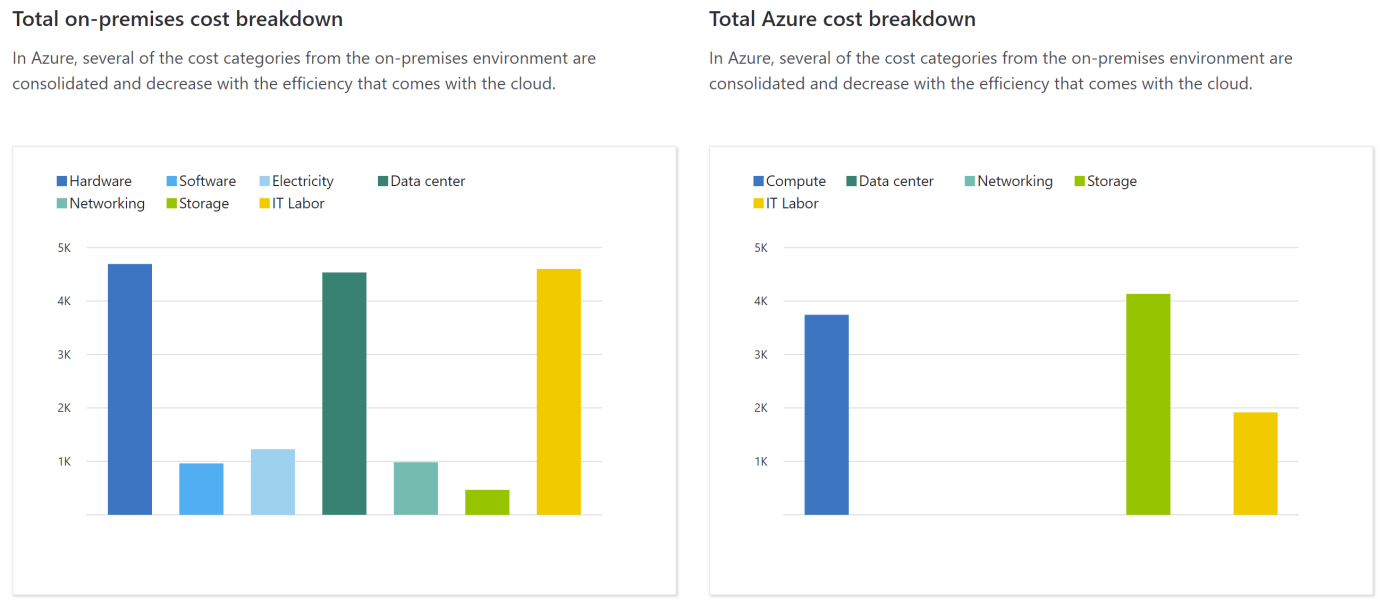 Total on-premises cost breakdown
In Azure, several of the cost categories from the on-premises environment are
consolidated and decrease with the efficiency that comes with the cloud.
Hardware Software Electricity Data center
Networking Storage IT Labor
5K
4K
3K
2K
1K
Total Azure cost breakdown
In Azure, several of the cost categories from the on-premises environment are
consolidated and decrease with the efficiency that comes with the cloud.
Compute Data center Networking Storage
IT Labor
5K
4K
3K
2K
1K